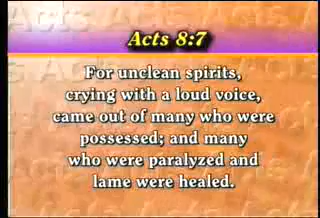 Acts 8:7
For unclean spirits,
crying with a loud voice,
came out of many who were
possessed; and many
who were paralyzed and
lame were healed.